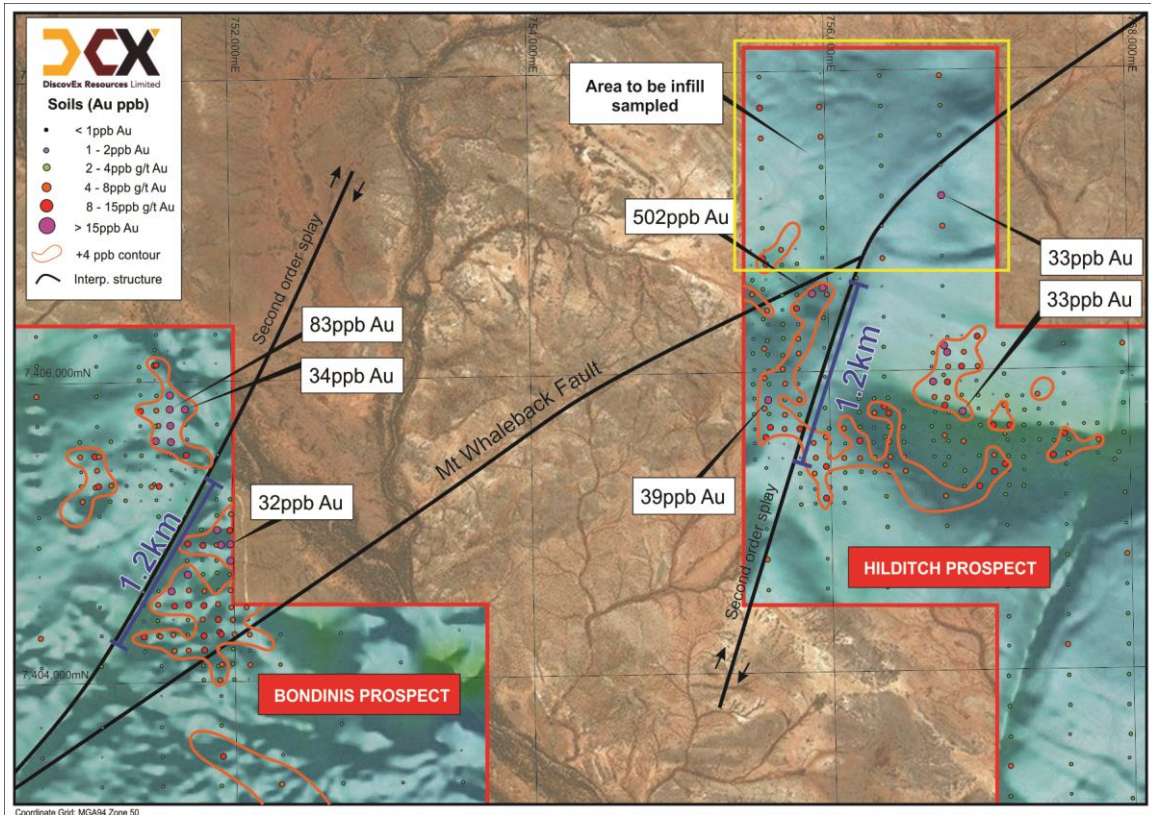 DCX
DiscovEx Resources Limited
Soils (Au ppb)
< 1ppb Au
1 - 2ppb Au
2 - 4ppb g/t Au
4 - 8ppb g/t Au
8 - 15ppb g/t Au
> 15ppb Au
+4 ppb contour
Interp. structure
752,000mE
754,000mE
756,000mE
758,000mE
Area to be infill
sampled
502ppb Au
33ppb Au
33ppb Au
Second order splay
83ppb Au
34ppb Au
7,406,000mN
Mt Whaleback Fault
1.2km
39ppb Au
32ppb Au
1.2km
HILDITCH PROSPECT
Second order splay
7,404,000mN
BONDINIS PROSPECT
Coordinate Grid: MGA94 Zone 50